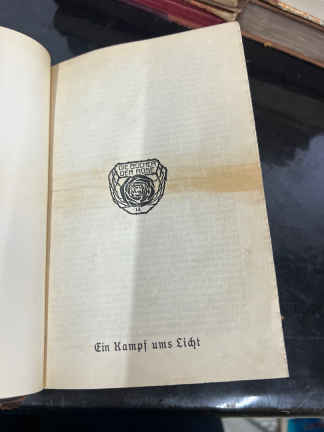 DIE BÜCHER
DER ROSE
Ein Kampf ums Licht